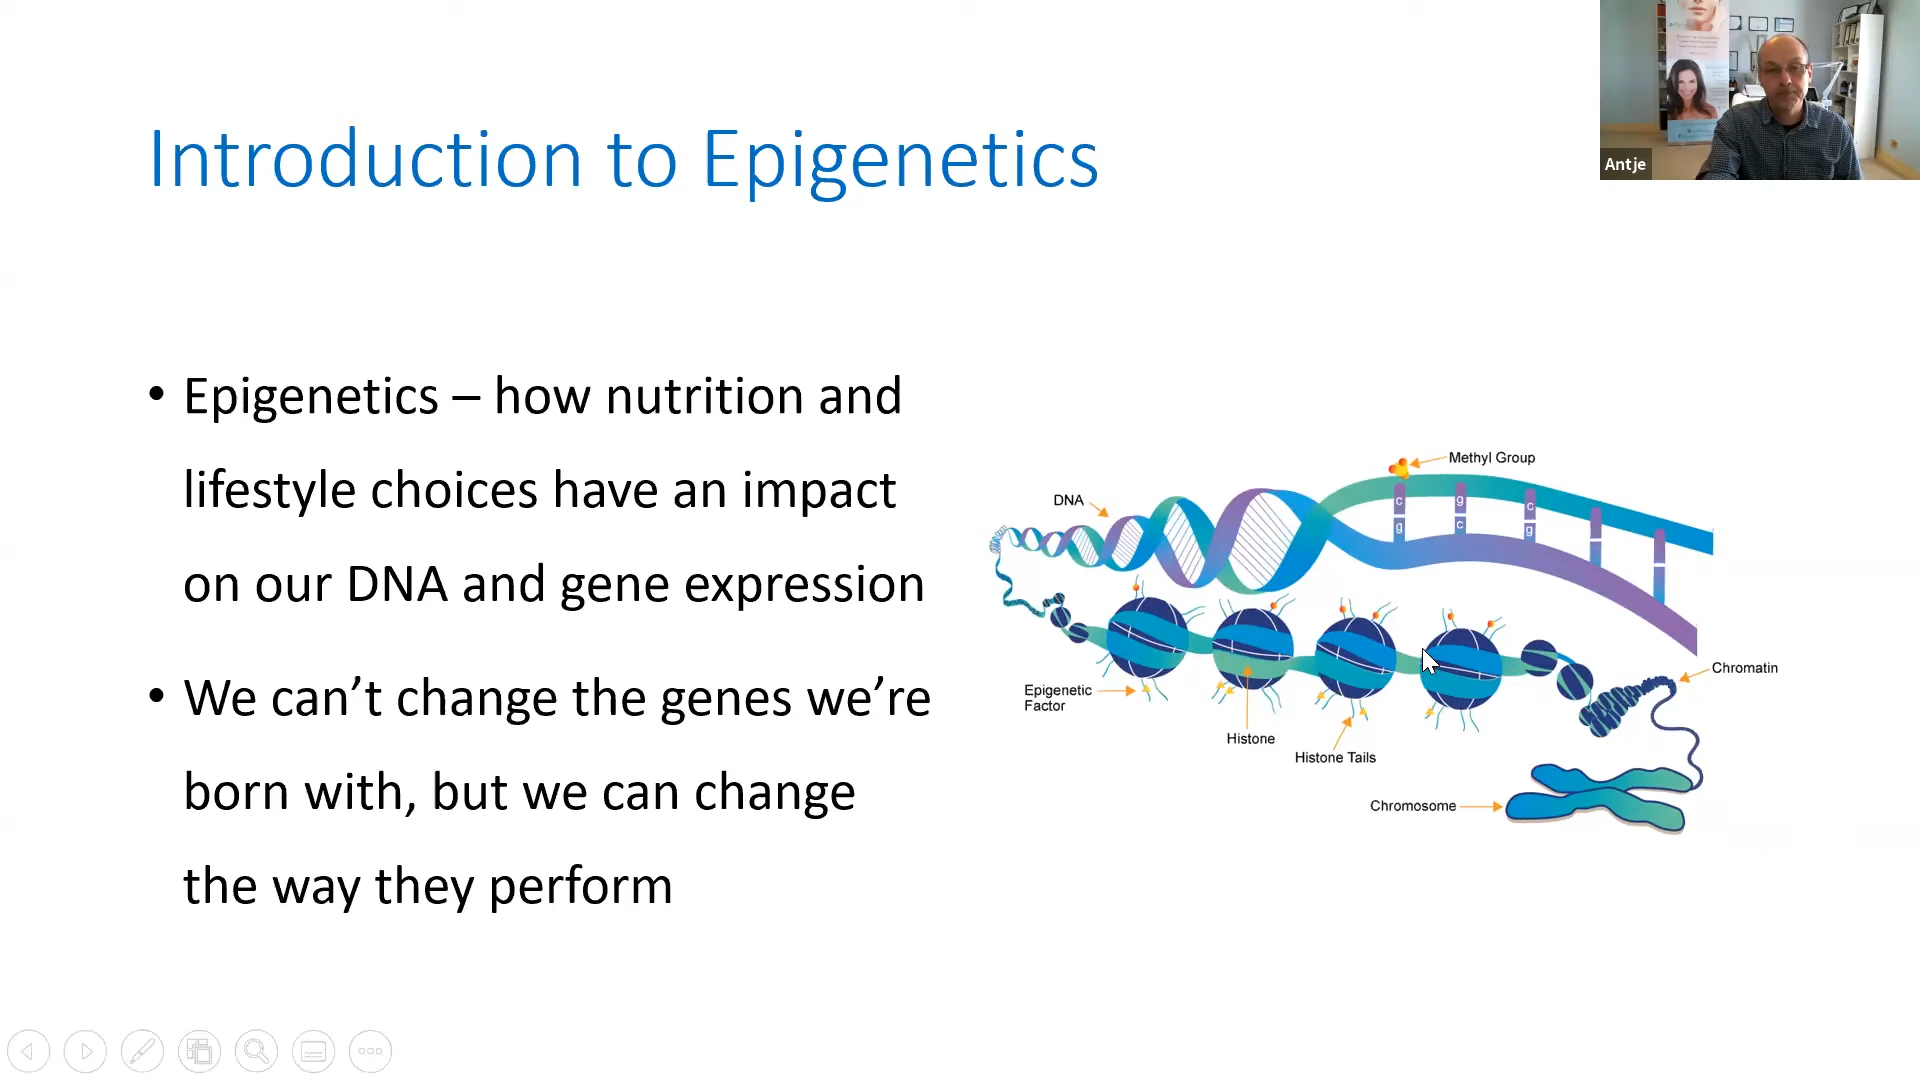 Introduction to Epigenetics
Antje
• Epigenetics – how nutrition and
lifestyle choices have an impact
on our DNA and gene expression
• We can’t change the genes we’re
born with, but we can change
the way they perform
Methyl Group
DNA
c g c
g c g
Chromatin
Epigenetic
Factor
Histone
Histone Tails
Chromosome